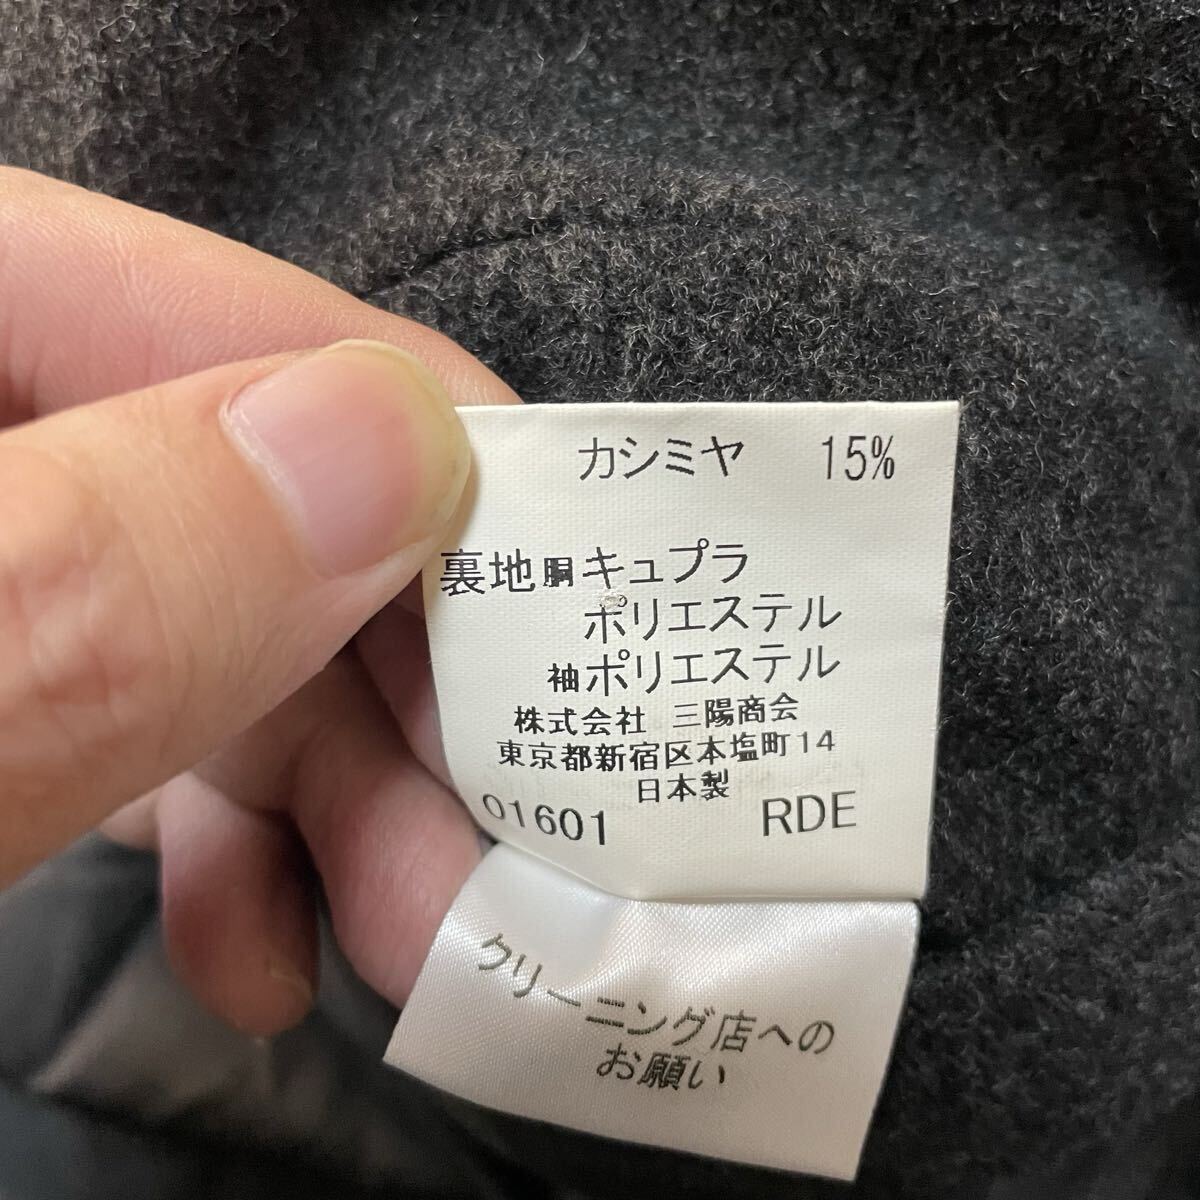 カシミヤ 15%
裏地胴キュプラ
ポリエステル
袖ポリエステル
株式会社 三陽商会
東京都新宿区本塩町14
日本製
01601 RDE
クリーニング店への
お願い